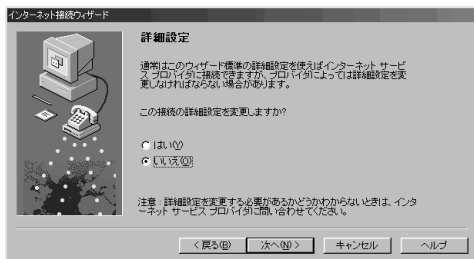 インターネット接続ウィザード
詳細設定
通常はこのウィザード標準の詳細設定を使えばインターネット サービ
ス プロバイダに接続できますが、プロバイダによっては詳細設定を変
更しなければならない場合があります。
この接続の詳細設定を変更しますか?
はい(Y)
いいえ(O)
注意 : 詳細設定を変更する必要があるかどうかわからないときは、インタ
ーネット サービス プロバイダに問い合わせてください。
< 戻る(B)
次へ(N) >
キャンセル
ヘルプ